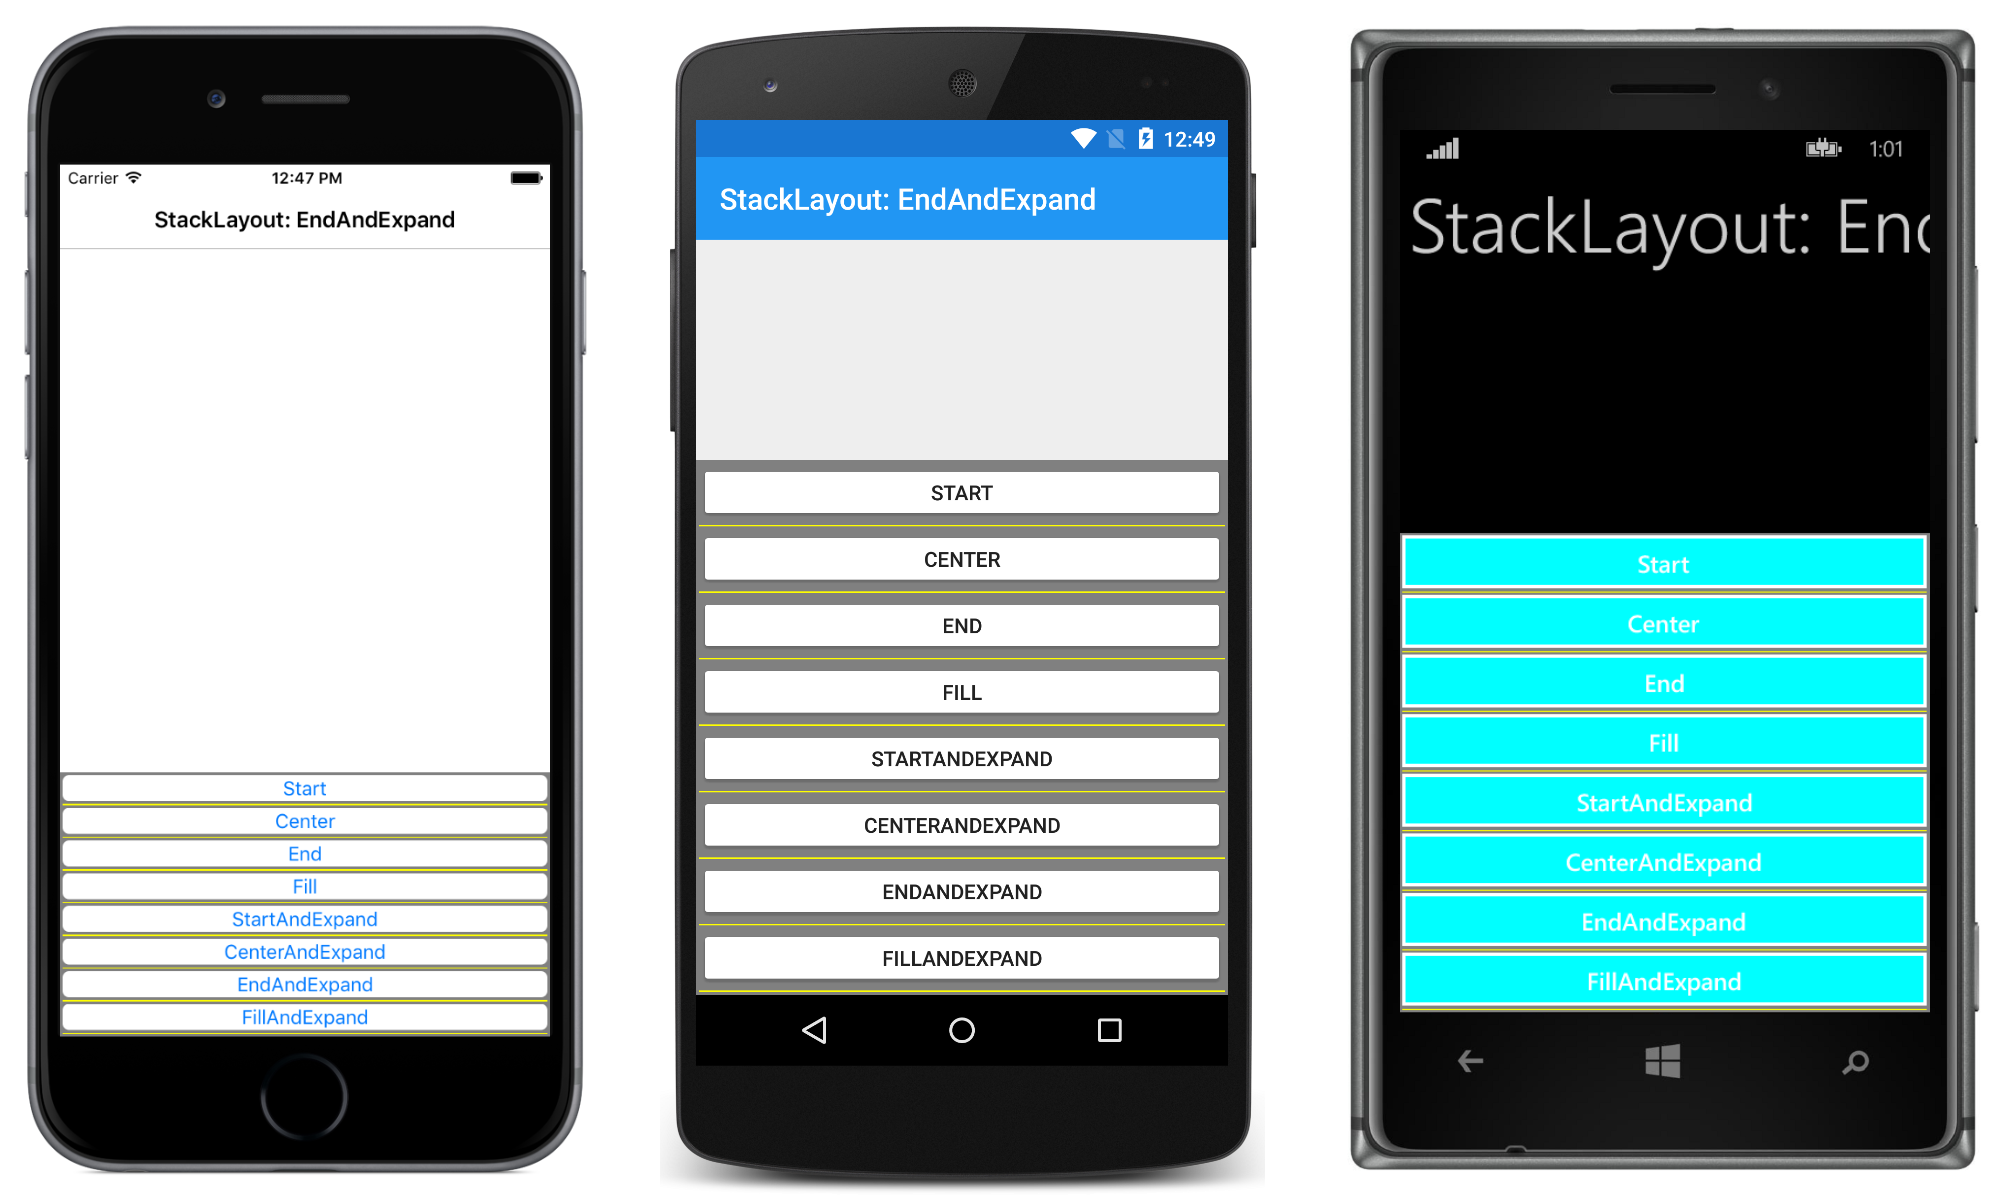 Carrier 12:47 PM
StackLayout: EndAndExpand
Start
Center
End
Fill
StartAndExpand
CenterAndExpand
EndAndExpand
FillAndExpand
12:49
StackLayout: EndAndExpand
START
CENTER
END
FILL
STARTANDEXPAND
CENTERANDEXPAND
ENDANDEXPAND
FILLANDEXPAND
1:01
StackLayout: End
Start
Center
End
Fill
StartAndExpand
CenterAndExpand
EndAndExpand
FillAndExpand